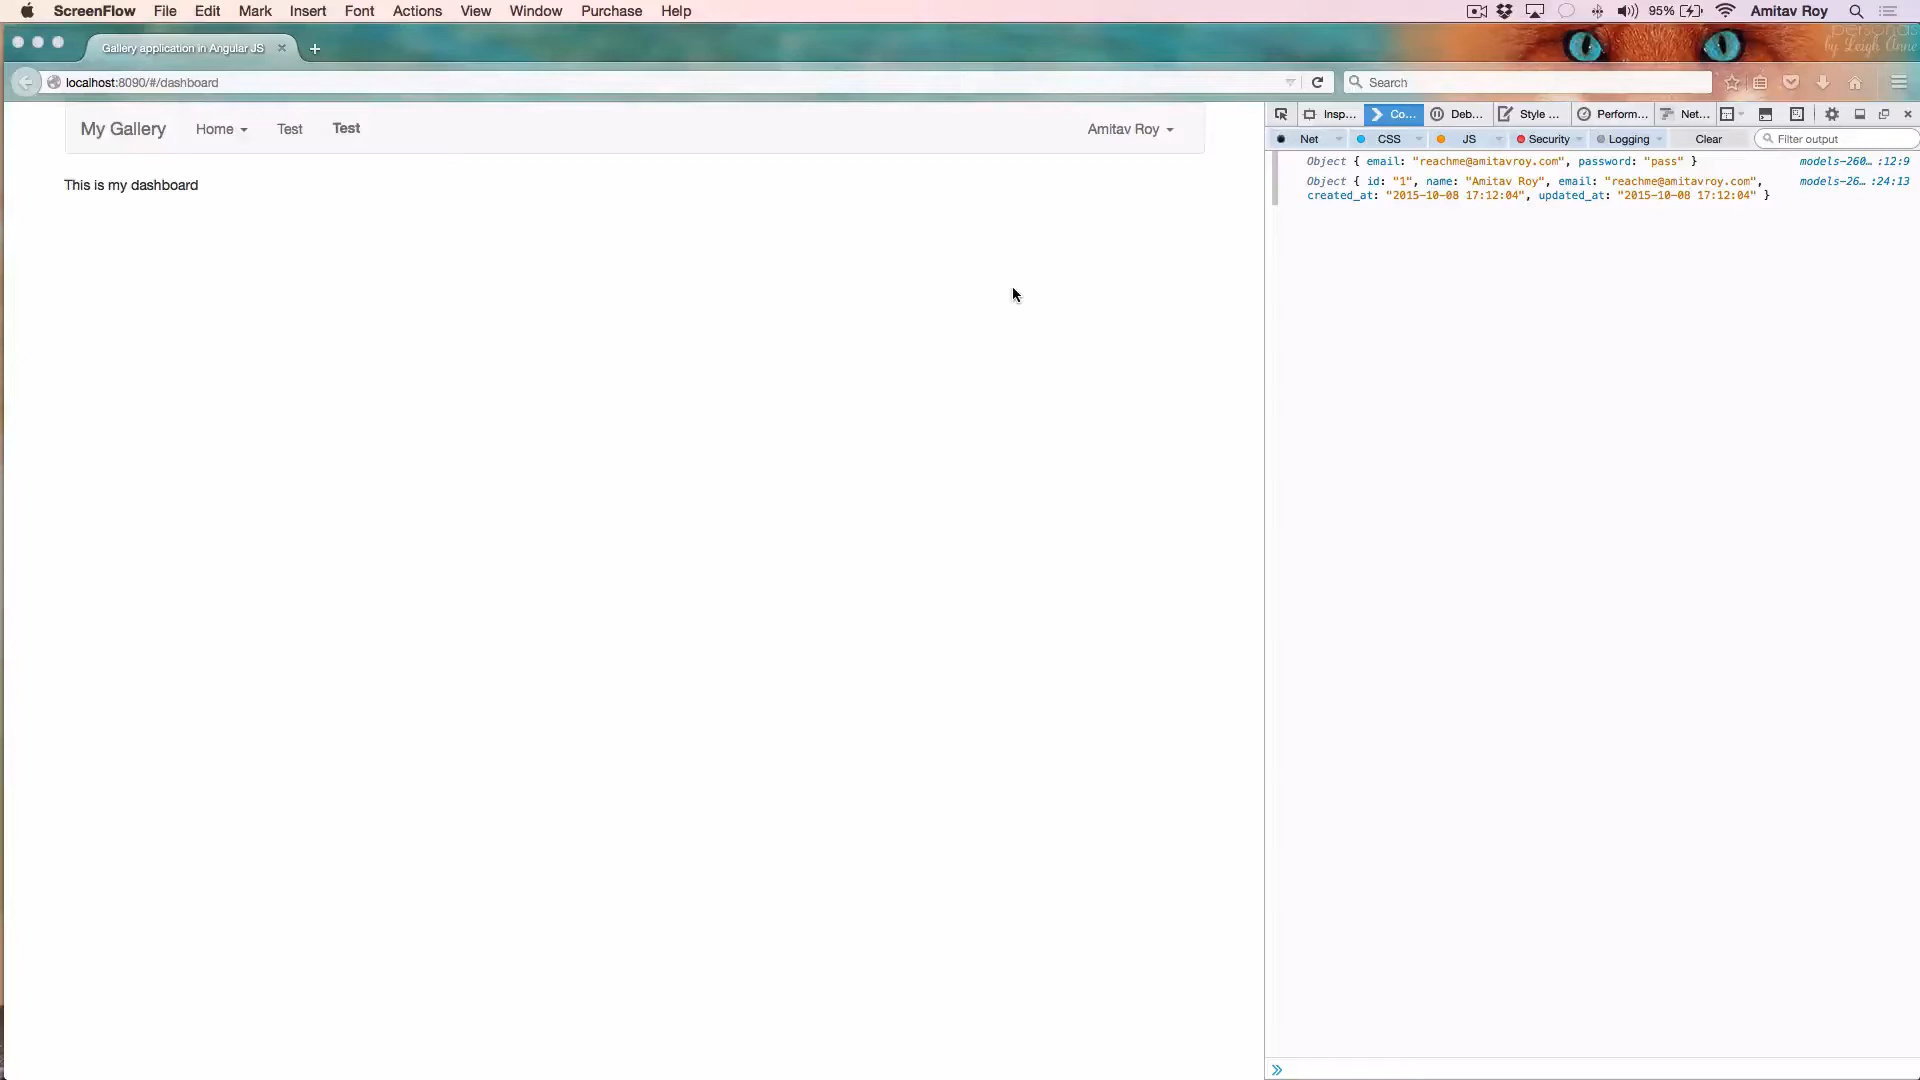 ScreenFlow File Edit Mark Insert Font Actions View Window Purchase Help 95% Amitav Roy
Gallery application in Angular JS
by Leigh Anne
localhost:8090/#/dashboard Search
Insp... Co... Deb... Style ... Perform... Net...
My Gallery Home Test Test Amitav Roy
Net CSS JS Security Logging Clear Filter output
Object { email: "reachme@amitavroy.com", password: "pass" } models-260… :12:9
This is my dashboard
Object { id: "1", name: "Amitav Roy", email: "reachme@amitavroy.com", models-26… :24:13
created_at: "2015-10-08 17:12:04", updated_at: "2015-10-08 17:12:04" }